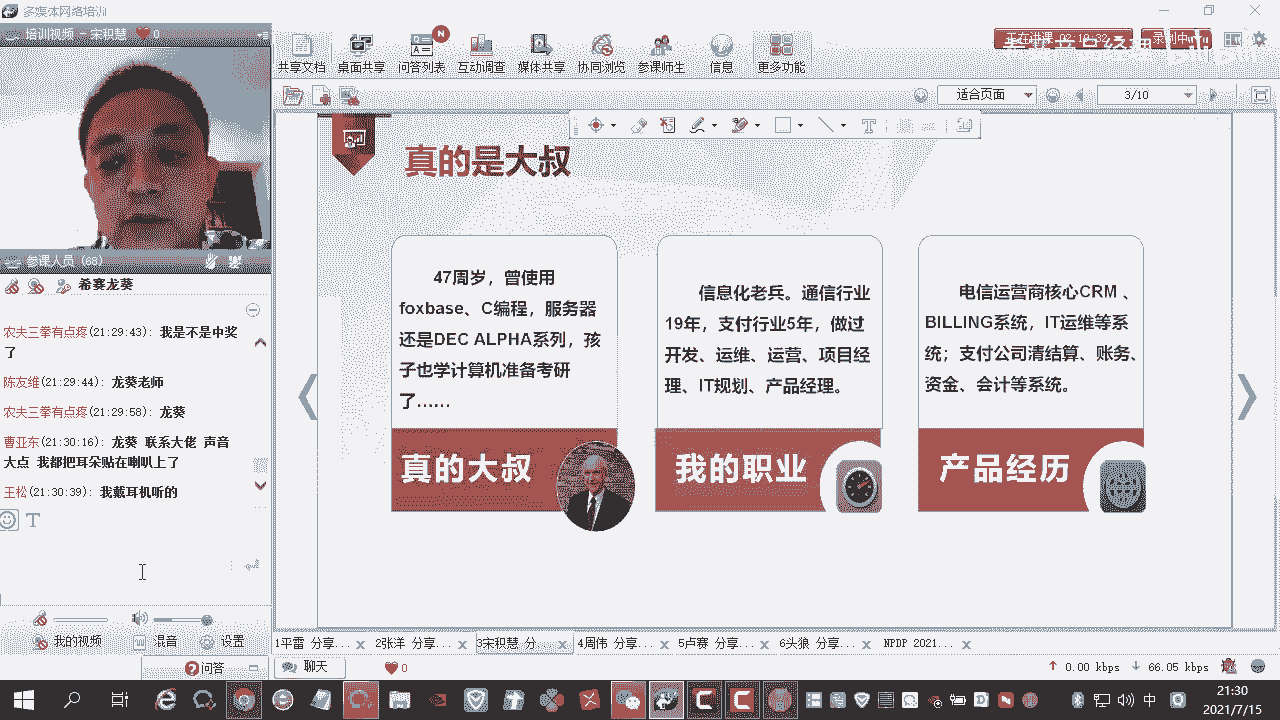 多媒体网络培训
培训视频 - 宋积慧 0
共享文档 桌面共享 问答列表 互动调查 媒体共享 协同浏览 参课师生 信息 更多功能
N
正在讲课 02:19:32 录制中
适合页面 3/10
真的是大叔
47周岁，曾使用
foxbase、C编程，服务器
还是DEC ALPHA系列，孩
子也学计算机准备考研
了……
真的大叔
信息化老兵。通信行业
19年，支付行业5年，做过
开发、运维、运营、项目经
理、IT规划、产品经理。
我的职业
电信运营商核心CRM 、
BILLING系统，IT运维等系
统；支付公司清结算、账务、
资金、会计等系统。
产品经历
参课人员 (68)
希赛龙葵
农夫三拳有点疼(21:29:43): 我是不是中奖
了
陈友维(21:29:44): 龙葵老师
农夫三拳有点疼(21:29:58): 龙葵
曹亚东(21:30:16): 龙葵 联系大佬 声音
大点 我都把耳朵贴在喇叭上了
王松(21:30:39): 我戴耳机听的
我的视频 混音 设置
1平雷 分享... 2张洋 分享... 3宋积慧 分... 4周伟 分享... 5卢赛 分享... 6头狼 分享... NPDP 2021...
问答 聊天 0 0.00 kbps 66.05 kbps
中 21:30
2021/7/15